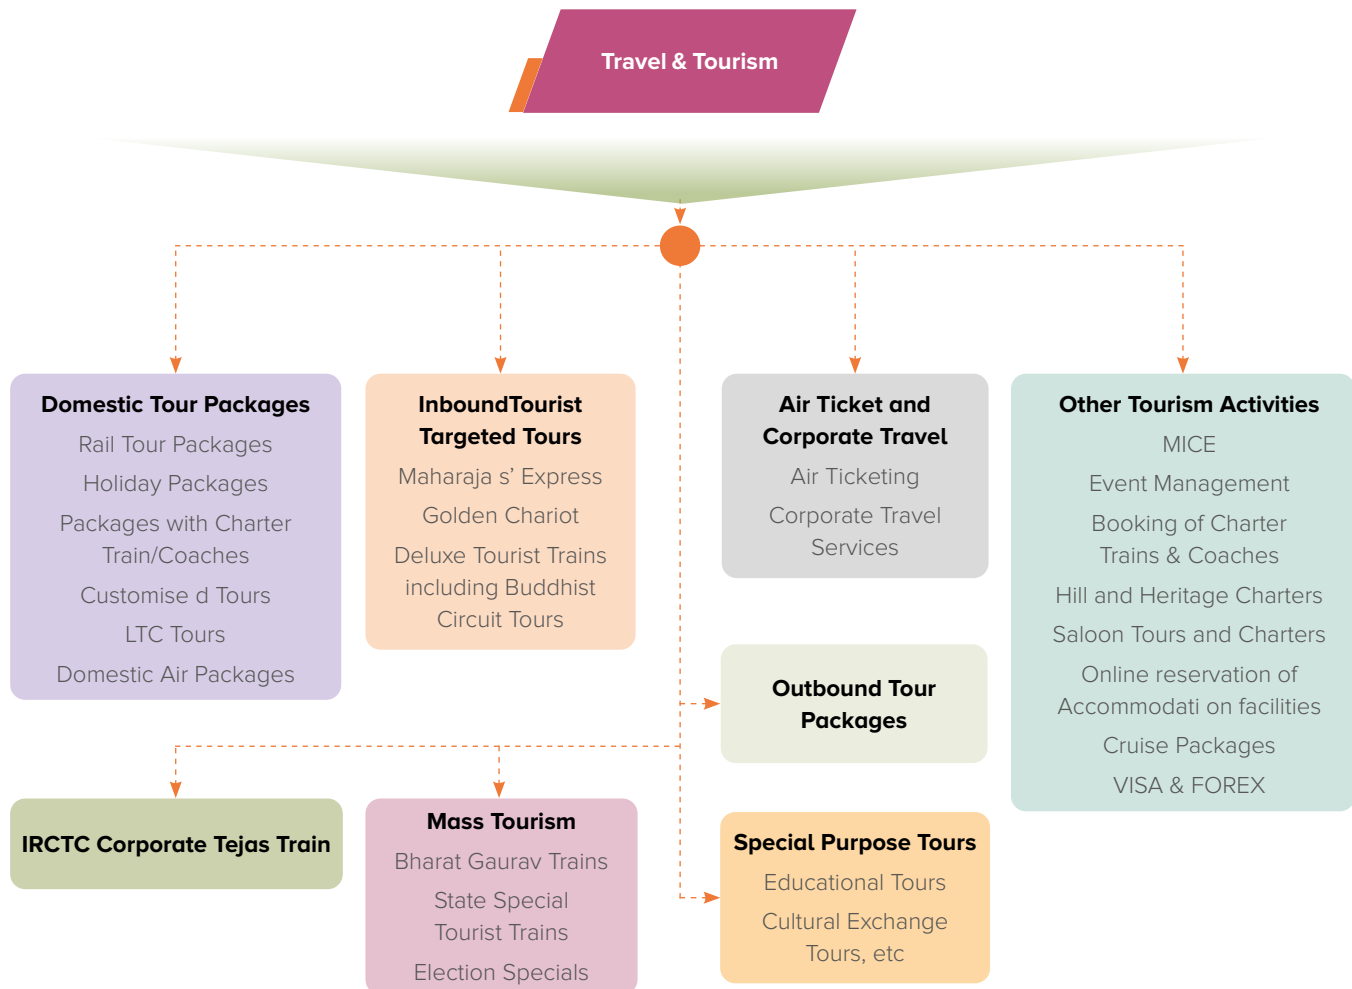 Travel & Tourism
Domestic Tour Packages
Rail Tour Packages
Holiday Packages
Packages with Charter
Train/Coaches
Customise d Tours
LTC Tours
Domestic Air Packages
InboundTourist
Targeted Tours
Maharaja s’ Express
Golden Chariot
Deluxe Tourist Trains
including Buddhist
Circuit Tours
Air Ticket and
Corporate Travel
Air Ticketing
Corporate Travel
Services
Other Tourism Activities
MICE
Event Management
Booking of Charter
Trains & Coaches
Hill and Heritage Charters
Saloon Tours and Charters
Online reservation of
Accommodati on facilities
Cruise Packages
VISA & FOREX
Outbound Tour
Packages
IRCTC Corporate Tejas Train
Mass Tourism
Bharat Gaurav Trains
State Special
Tourist Trains
Election Specials
Special Purpose Tours
Educational Tours
Cultural Exchange
Tours, etc